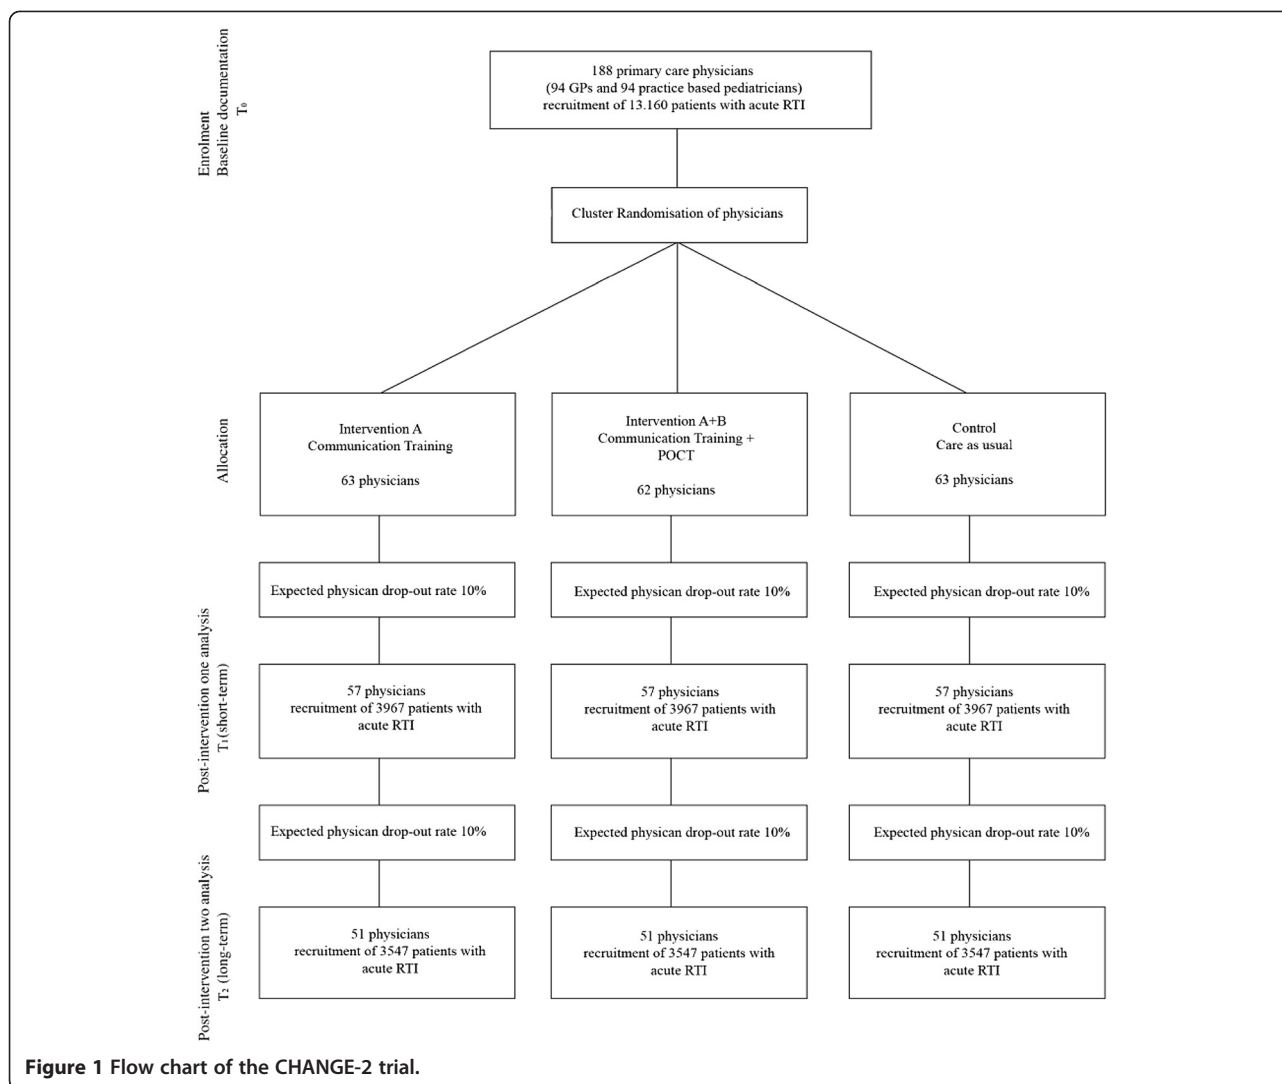 Enrolment
Baseline documentation
T₀
188 primary care physicians
(94 GPs and 94 practice based pediatricians)
recruitment of 13.160 patients with acute RTI
Cluster Randomisation of physicians
Allocation
Intervention A
Communication Training
63 physicians
Intervention A+B
Communication Training +
POCT
62 physicians
Control
Care as usual
63 physicians
Expected physican drop-out rate 10%
Expected physican drop-out rate 10%
Expected physican drop-out rate 10%
Post-intervention one analysis
T₁(short-term)
57 physicians
recruitment of 3967 patients with
acute RTI
57 physicians
recruitment of 3967 patients with
acute RTI
57 physicians
recruitment of 3967 patients with
acute RTI
Expected physican drop-out rate 10%
Expected physican drop-out rate 10%
Expected physican drop-out rate 10%
Post-intervention two analysis
T₂ (long-term)
51 physicians
recruitment of 3547 patients with
acute RTI
51 physicians
recruitment of 3547 patients with
acute RTI
51 physicians
recruitment of 3547 patients with
acute RTI
Figure 1 Flow chart of the CHANGE-2 trial.